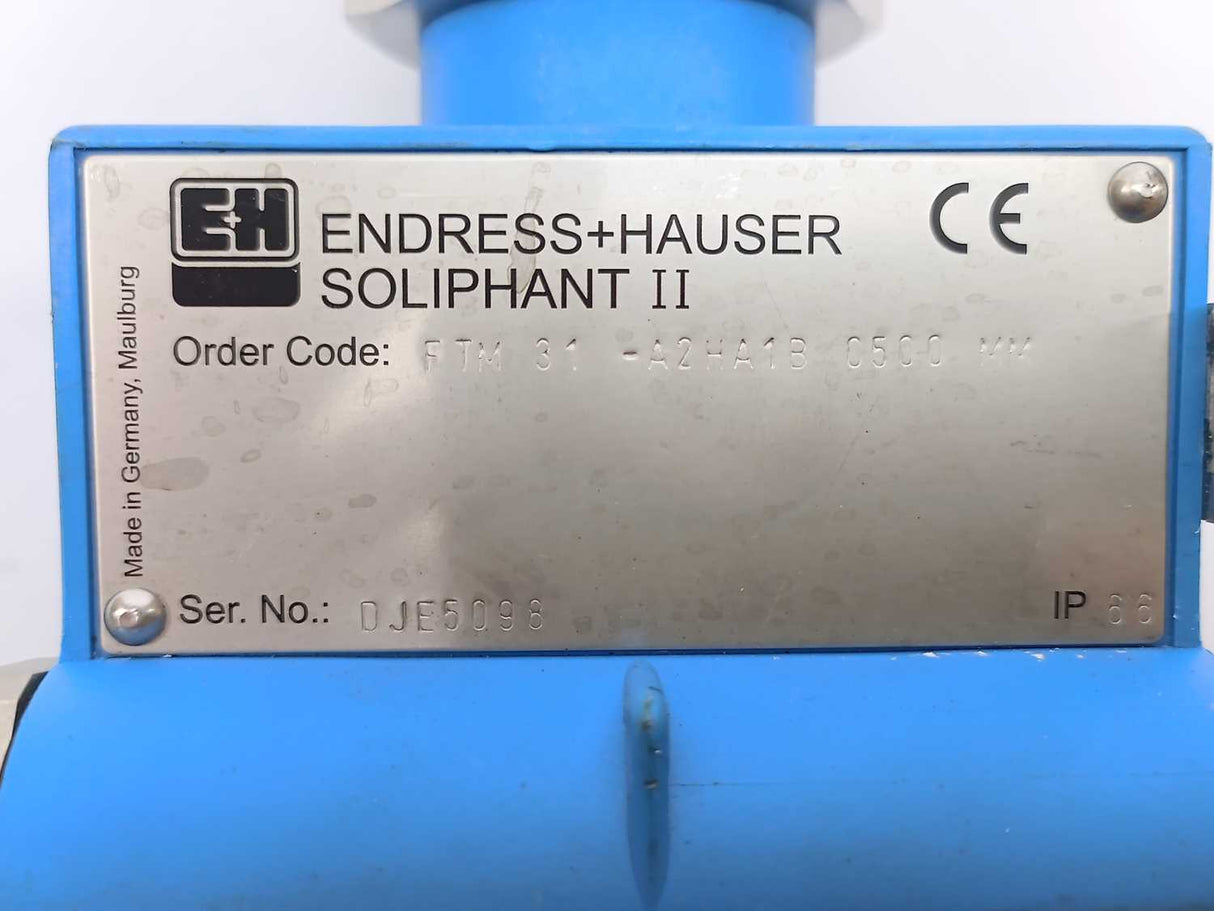 E+H
ENDRESS+HAUSER
CE
SOLIPHANT II
Order Code: FTM 31 -A2HA1B 0500 MM
Made in Germany, Maulburg
Ser. No.: DJE5098
IP 66